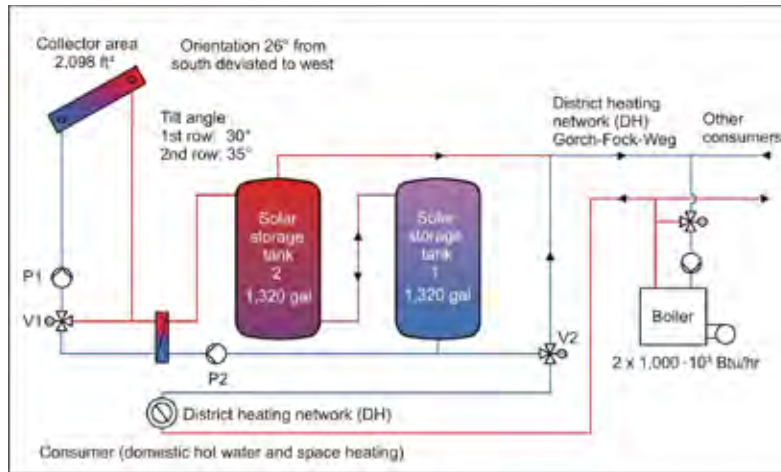 Collector area
2,098 ft²
Orientation 26° from
south deviated to west
Tilt angle
1st row: 30°
2nd row: 35°
District heating
network (DH)
Gorch-Fock-Weg
Other
consumers
Solar
storage
tank
2
1,320 gal
Solar
storage
tank
1
1,320 gal
P1
V1
P2
V2
Boiler
2 x 1,000 ·10³ Btu/hr
District heating network (DH)
Consumer (domestic hot water and space heating)